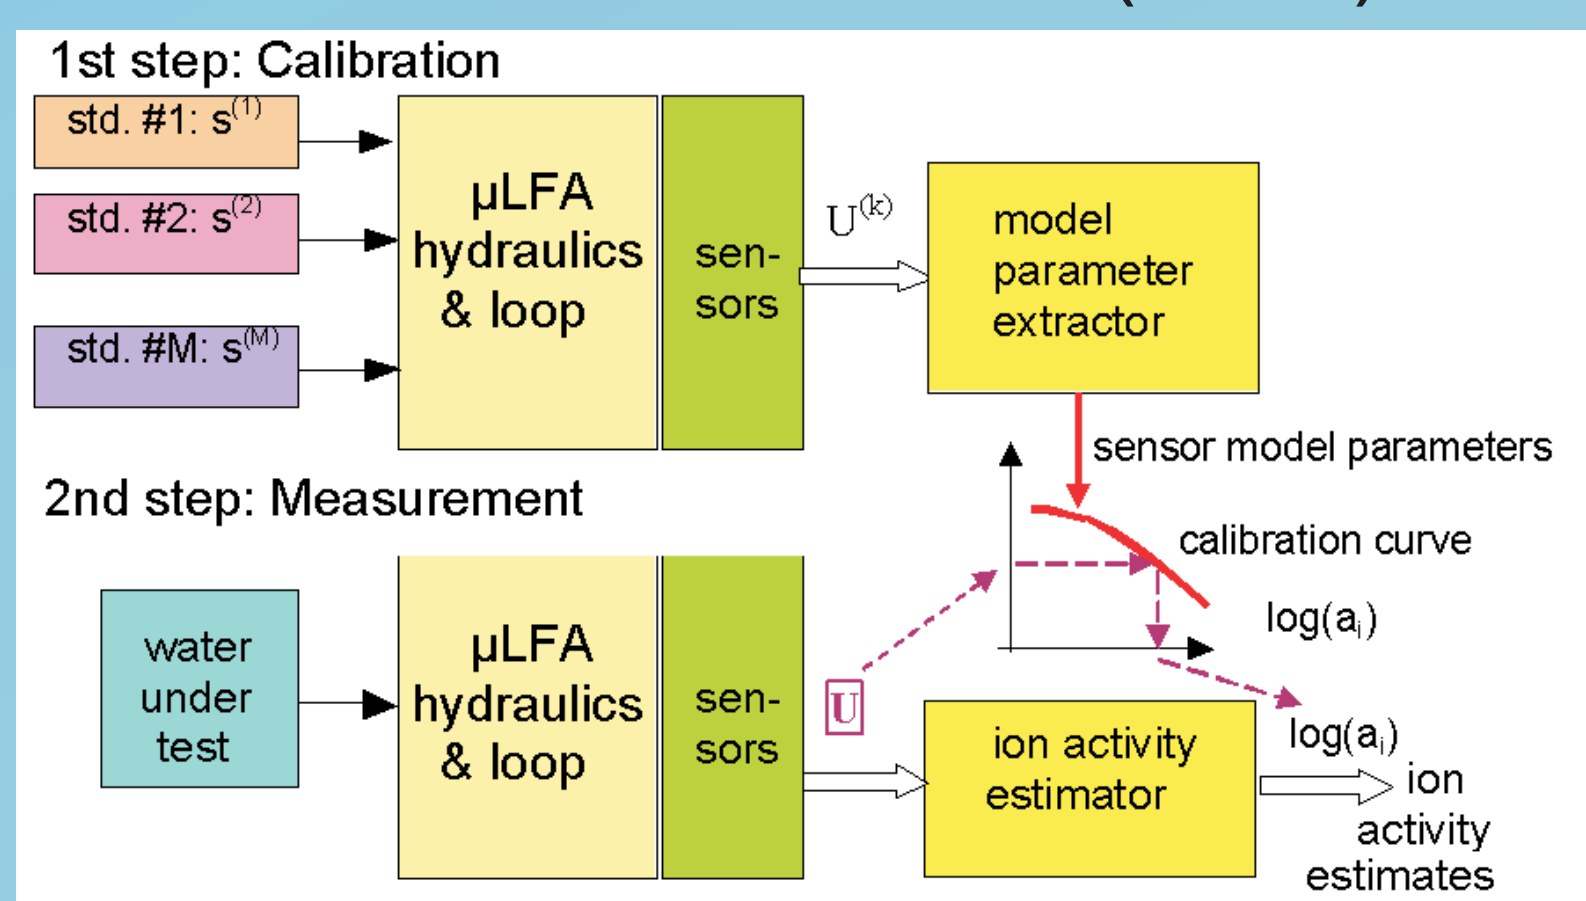 1st step: Calibration
std. #1: s(1)
std. #2: s(2)
std. #M: s(M)
µLFA
hydraulics
& loop
sen-
sors
U(k)
model
parameter
extractor
sensor model parameters
calibration curve
log(ai)
2nd step: Measurement
water
under
test
µLFA
hydraulics
& loop
sen-
sors
U
ion activity
estimator
log(ai)
ion
activity
estimates